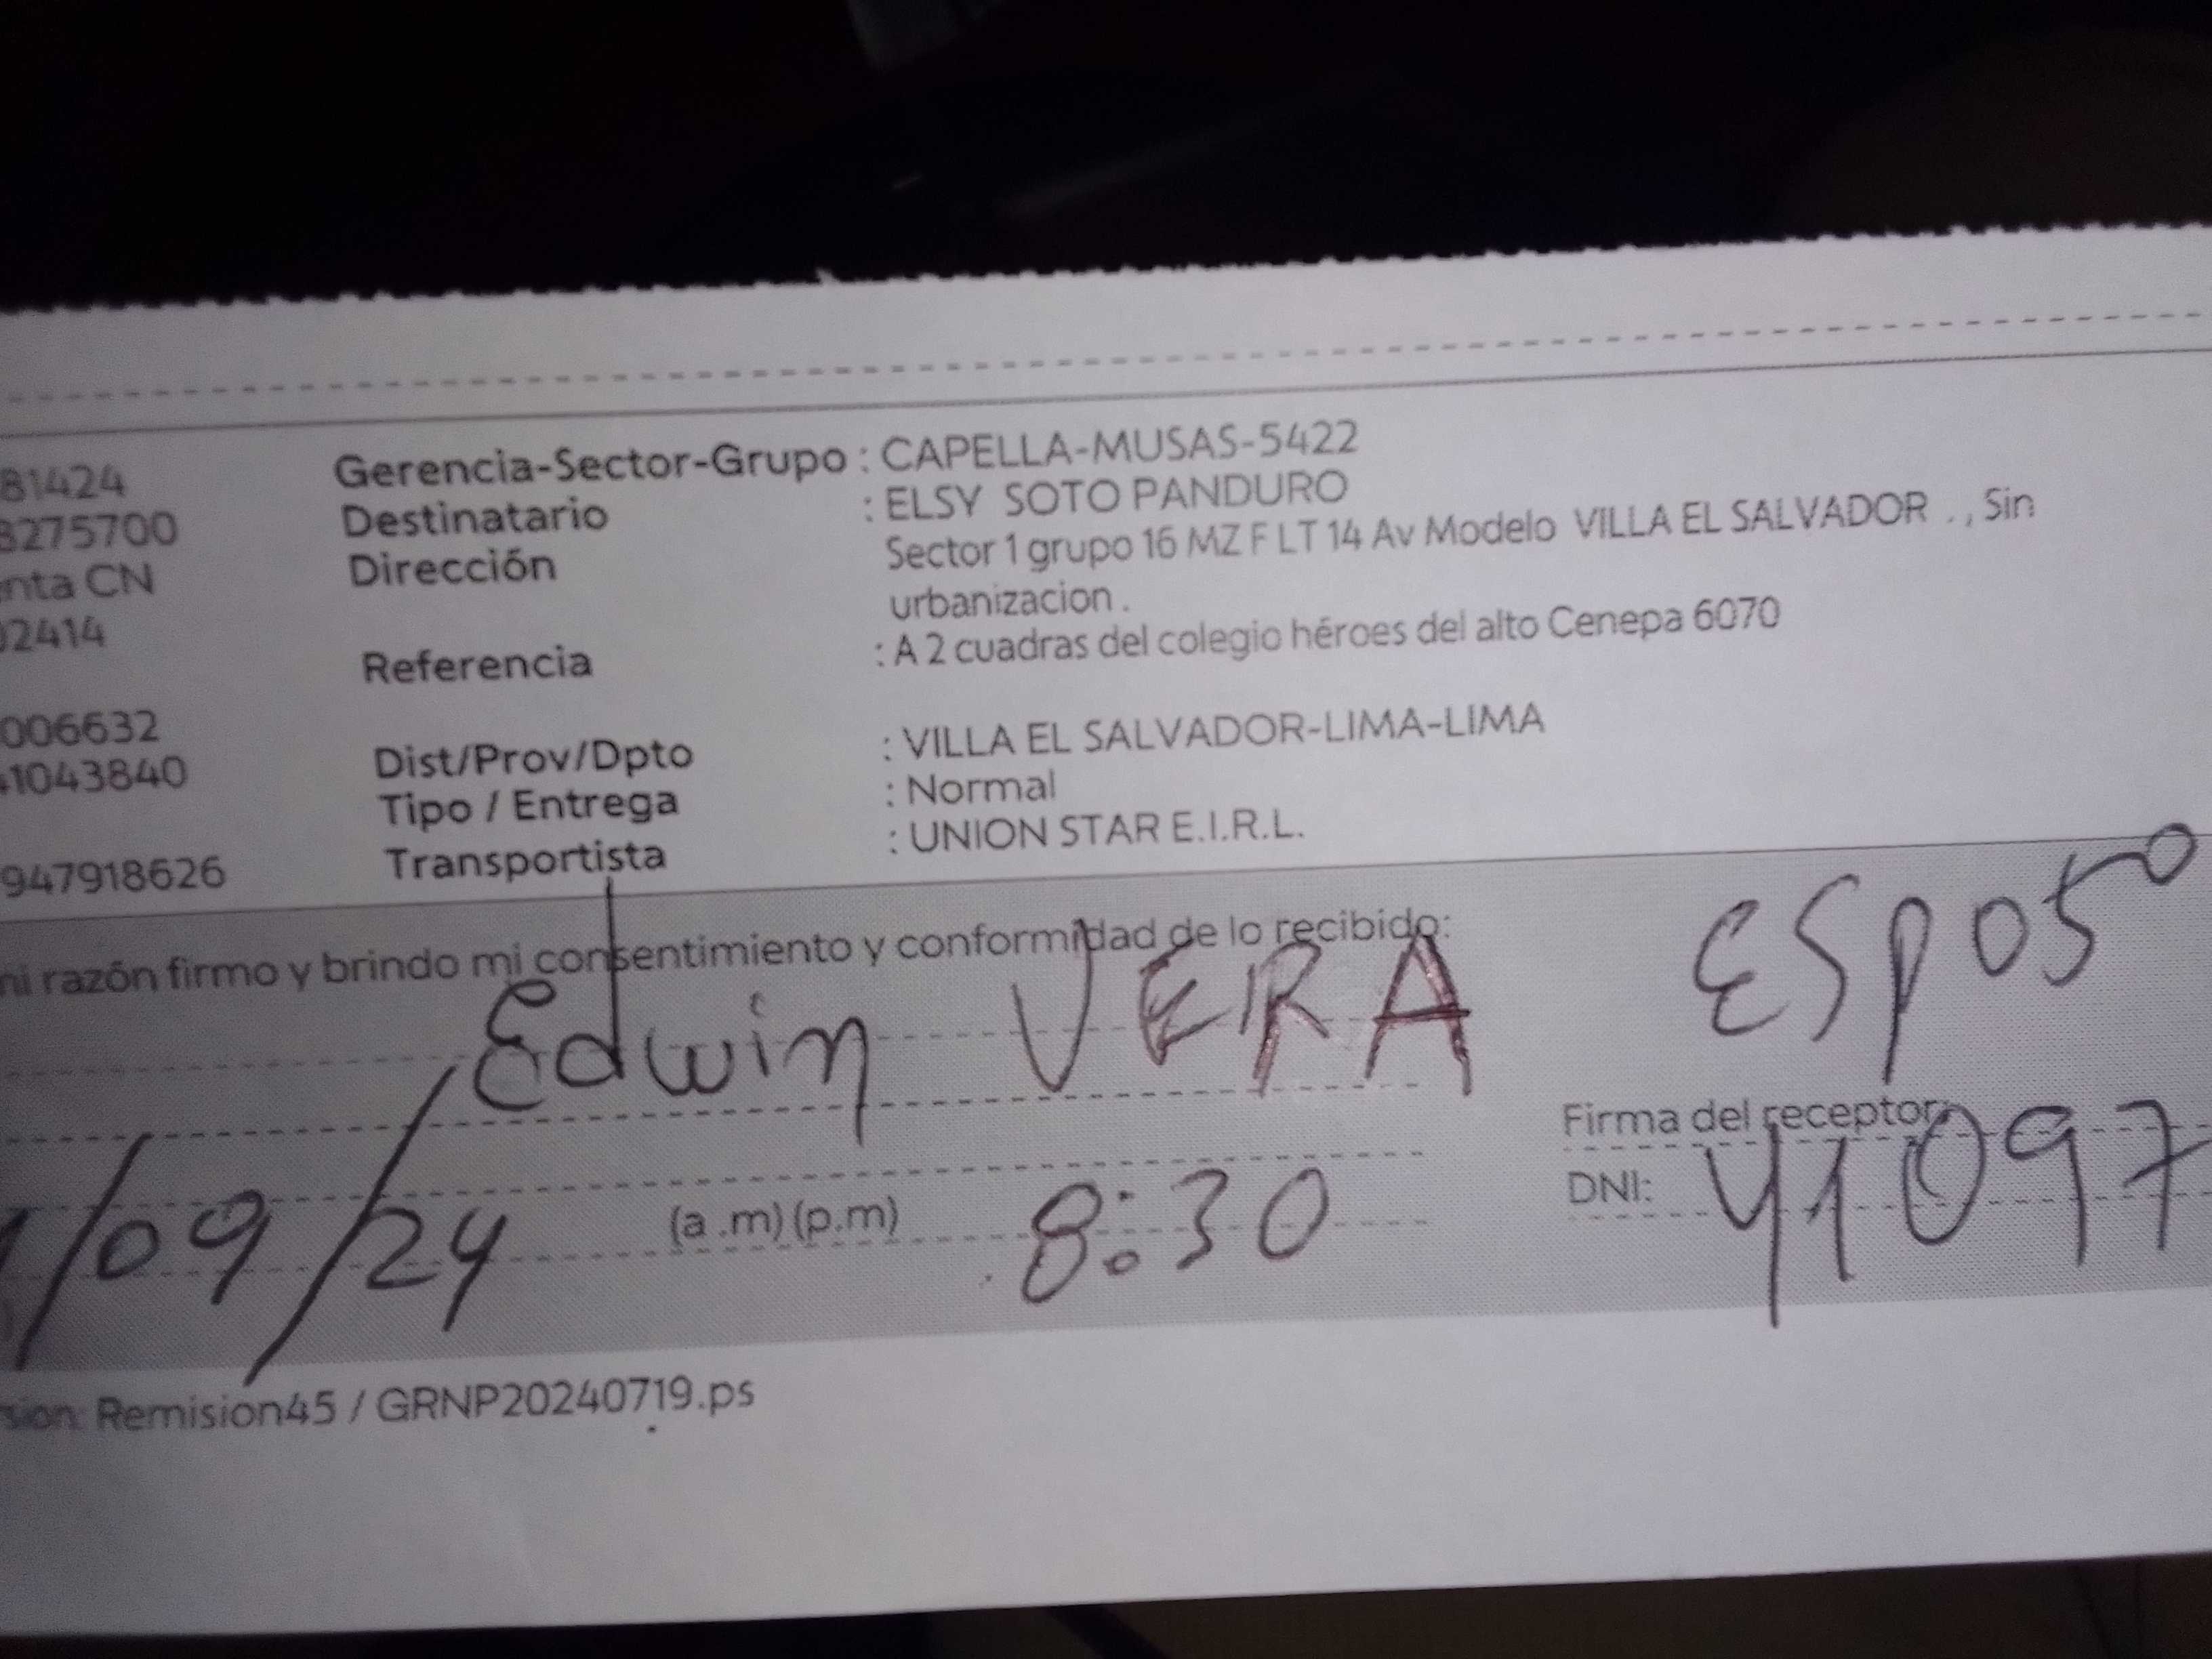 81424 Gerencia-Sector-Grupo : CAPELLA-MUSAS-5422
8275700 Destinatario : ELSY SOTO PANDURO
nta CN Dirección Sector 1 grupo 16 MZ F LT 14 Av Modelo VILLA EL SALVADOR . , Sin
02414 urbanizacion .
Referencia : A 2 cuadras del colegio héroes del alto Cenepa 6070
006632
1043840 Dist/Prov/Dpto : VILLA EL SALVADOR-LIMA-LIMA
Tipo / Entrega : Normal
947918626 Transportista : UNION STAR E.I.R.L.
mi razón firmo y brindo mi consentimiento y conformidad de lo recibido:
Edwin VERA ESPOSO
Firma del receptor:
/09/24 (a .m) (p.m) 8:30 DNI: 41097
sion: Remision45 / GRNP20240719.ps